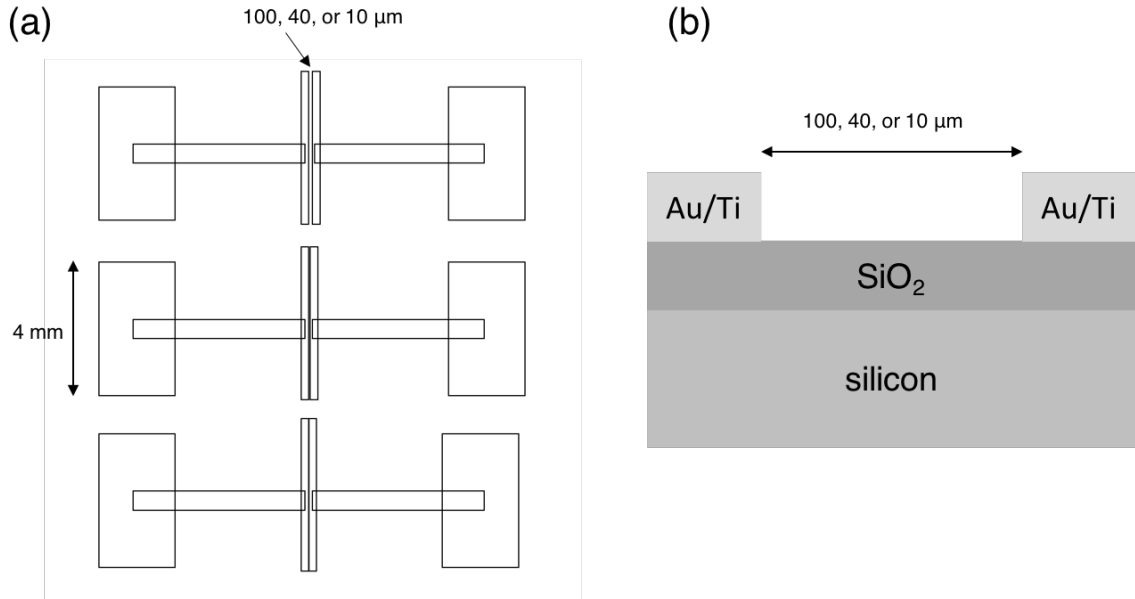 (a)
100, 40, or 10 μm
4 mm
(b)
100, 40, or 10 μm
Au/Ti
Au/Ti
SiO₂
silicon